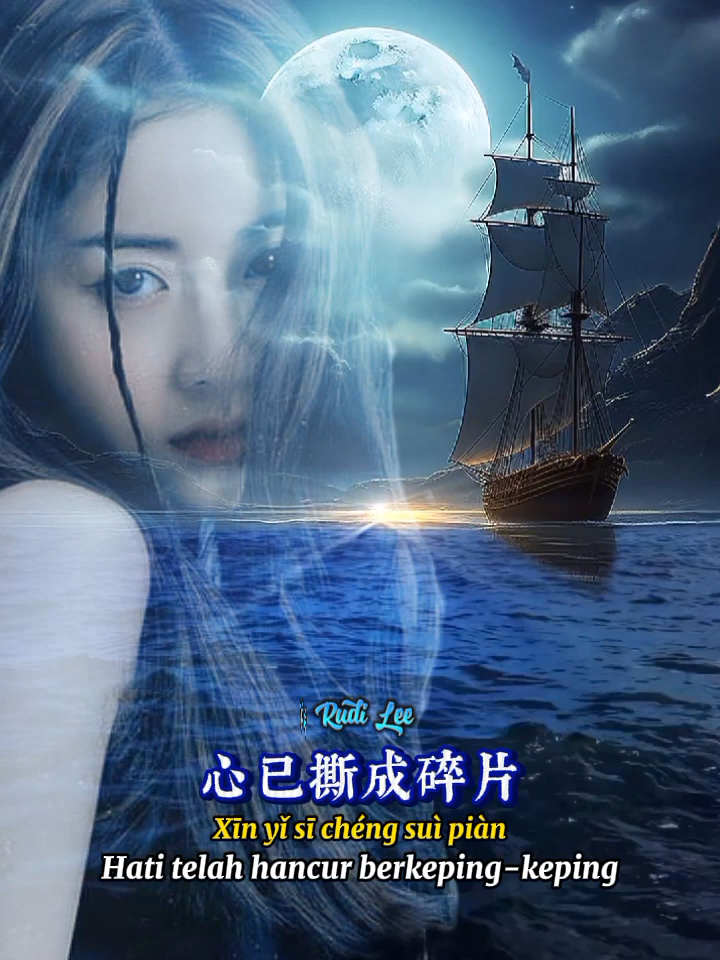 Rudi Lee
心已撕成碎片
Xīn yǐ sī chéng suì piàn
Hati telah hancur berkeping-keping